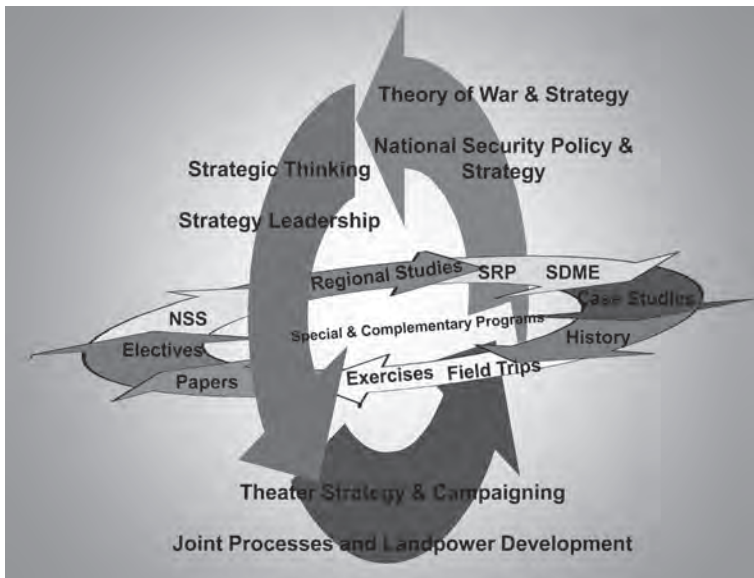 Theory of War & Strategy
National Security Policy &
Strategy
Strategic Thinking
Strategy Leadership
Regional Studies
SRP
SDME
Case Studies
NSS
Special & Complementary Programs
History
Electives
Papers
Exercises
Field Trips
Theater Strategy & Campaigning
Joint Processes and Landpower Development